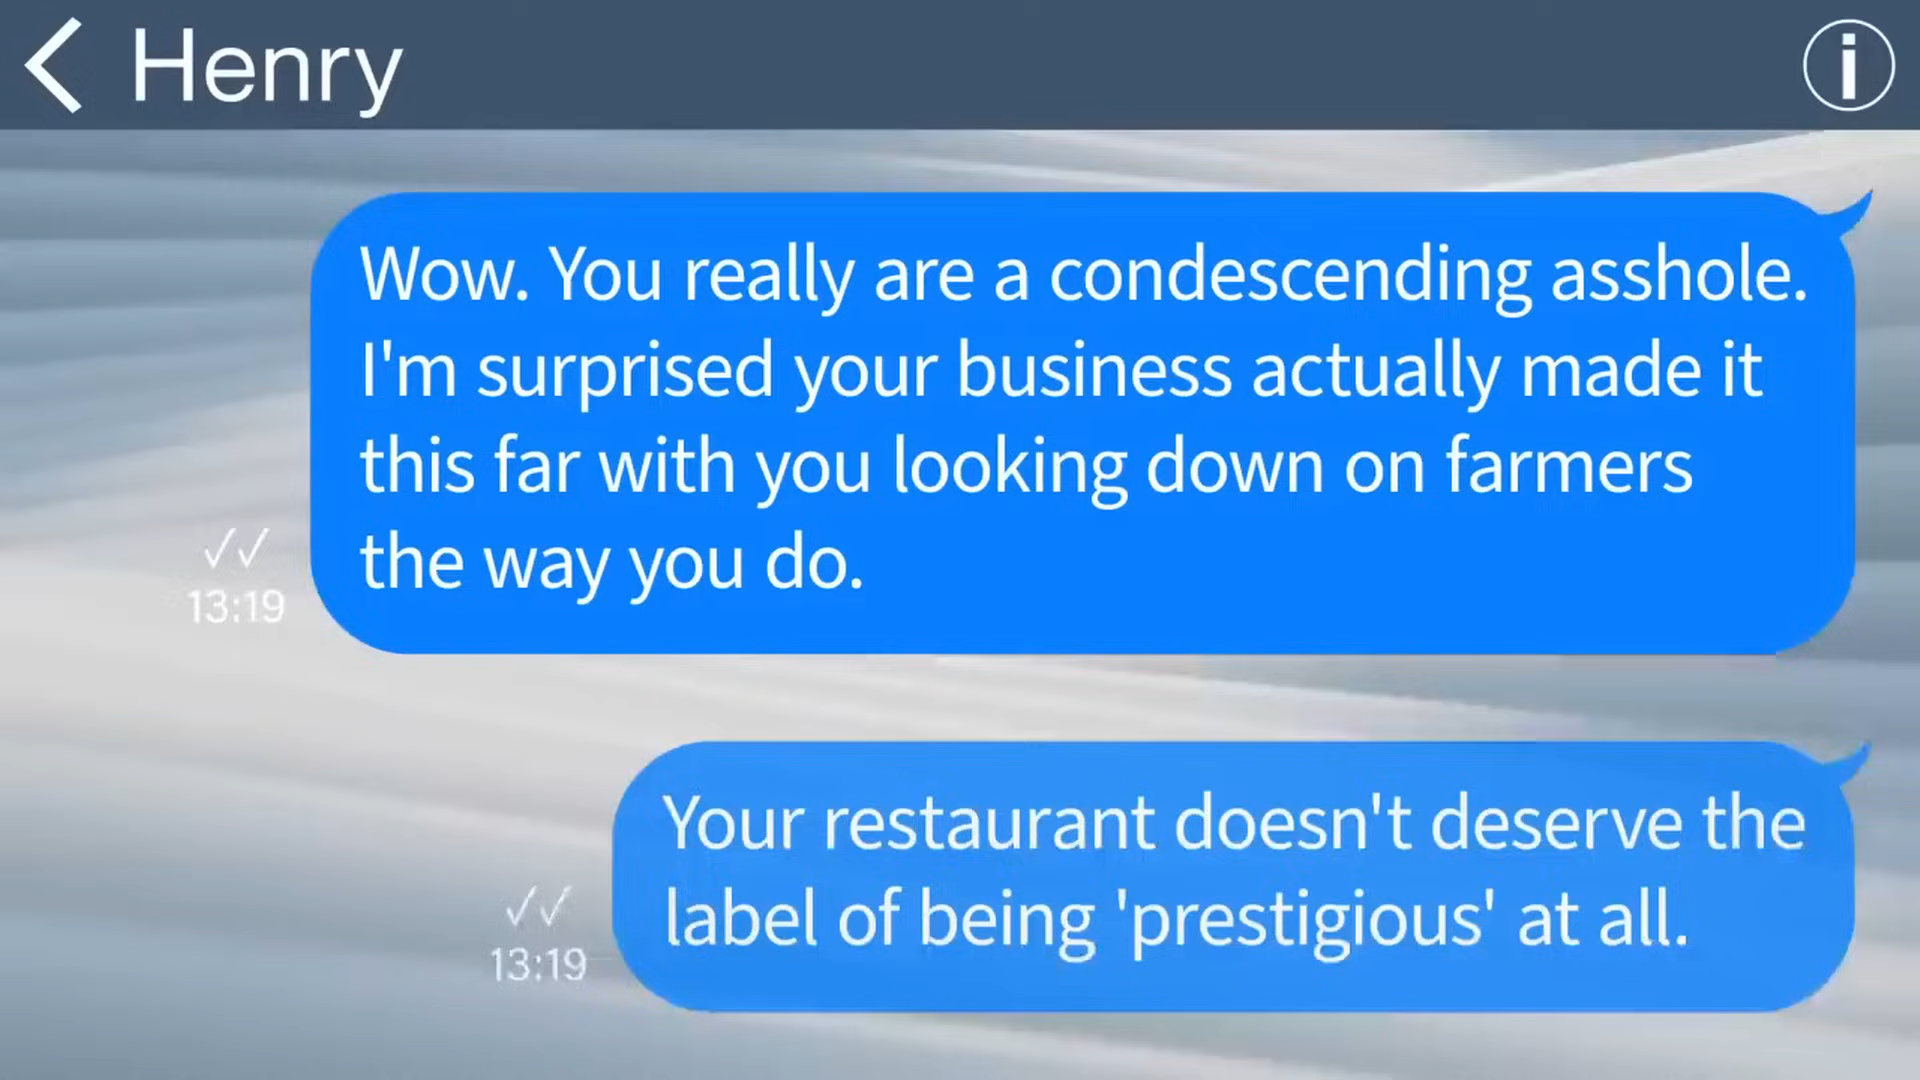 Henry
Wow. You really are a condescending asshole.
I'm surprised your business actually made it
this far with you looking down on farmers
the way you do.
13:19
Your restaurant doesn't deserve the
label of being 'prestigious' at all.
13:19